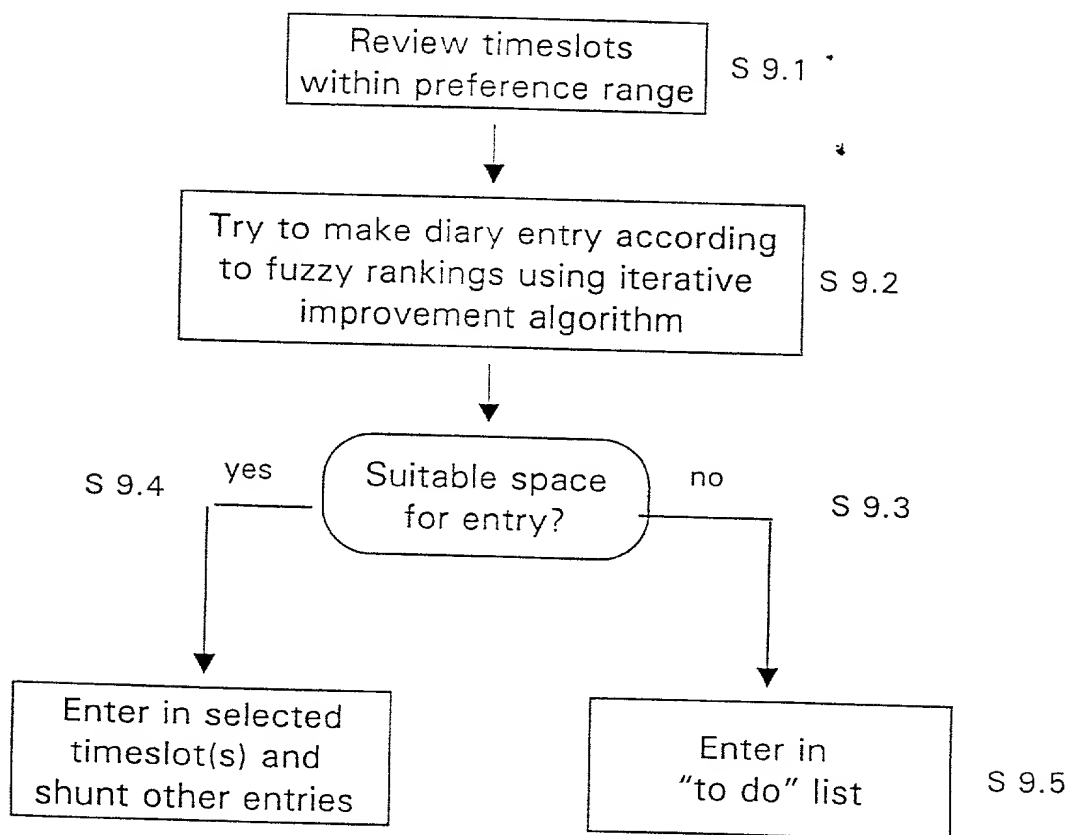 Review timeslots
within preference range
S 9.1
Try to make diary entry according
to fuzzy rankings using iterative
improvement algorithm
S 9.2
S 9.4
yes
Suitable space
for entry?
no
S 9.3
Enter in selected
timeslot(s) and
shunt other entries
Enter in
“to do” list
S 9.5